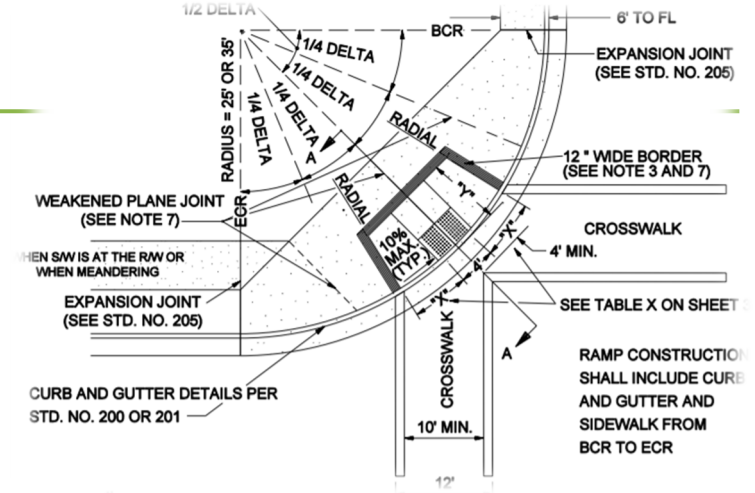 1/2 DELTA
6' TO FL
BCR
1/4 DELTA
EXPANSION JOINT
(SEE STD. NO. 205)
1/4 DELTA
1/4 DELTA
1/4 DELTA
RADIUS = 25' OR 35'
A
RADIAL
12 " WIDE BORDER
(SEE NOTE 3 AND 7)
RADIAL
"Y"
WEAKENED PLANE JOINT
(SEE NOTE 7)
ECR
CROSSWALK
"X"
10%
MAX.
(TYP.)
4' MIN.
WHEN S/W IS AT THE R/W OR
WHEN MEANDERING
4'
"X"
EXPANSION JOINT
(SEE STD. NO. 205)
SEE TABLE X ON SHEET
A
CROSSWALK
RAMP CONSTRUCTION
SHALL INCLUDE CURB
AND GUTTER AND
SIDEWALK FROM
BCR TO ECR
CURB AND GUTTER DETAILS PER
STD. NO. 200 OR 201
10' MIN.
12'